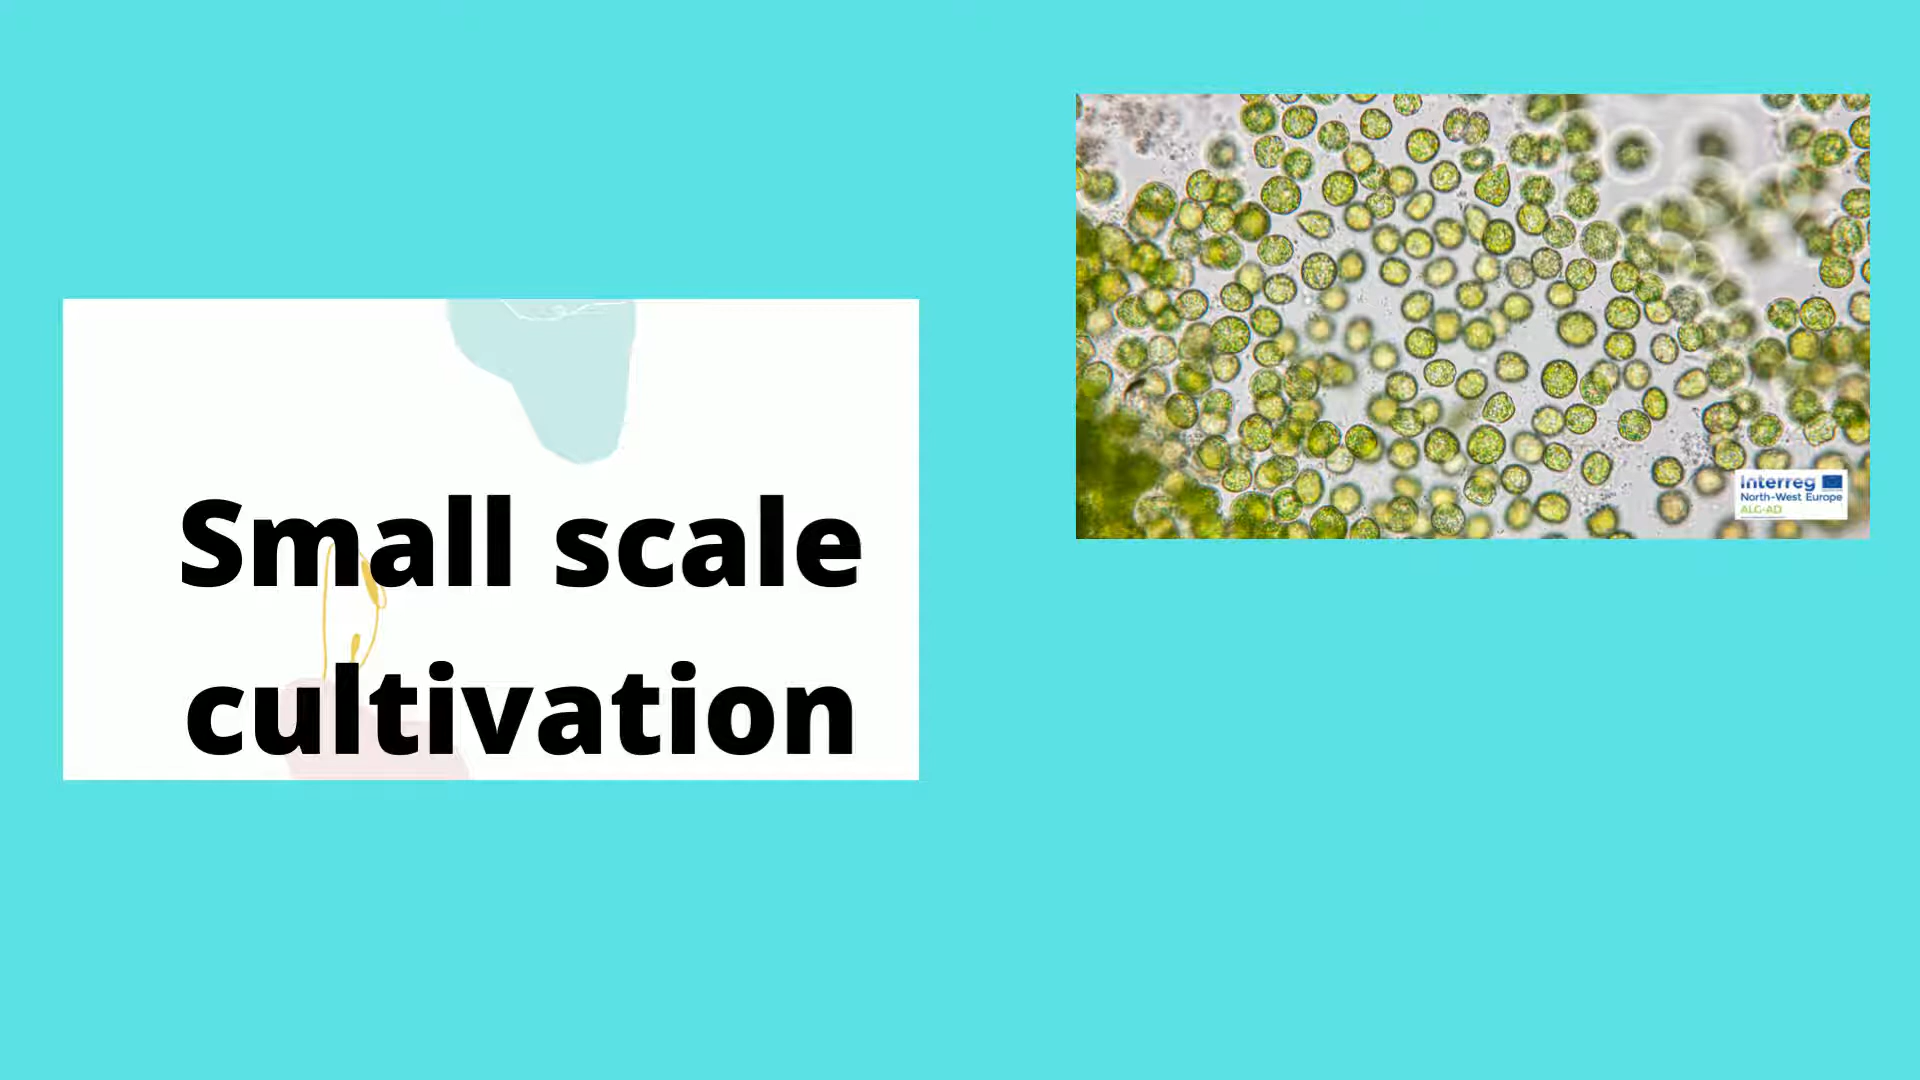 Small scale
cultivation
Interreg
North-West Europe
ALG-AD